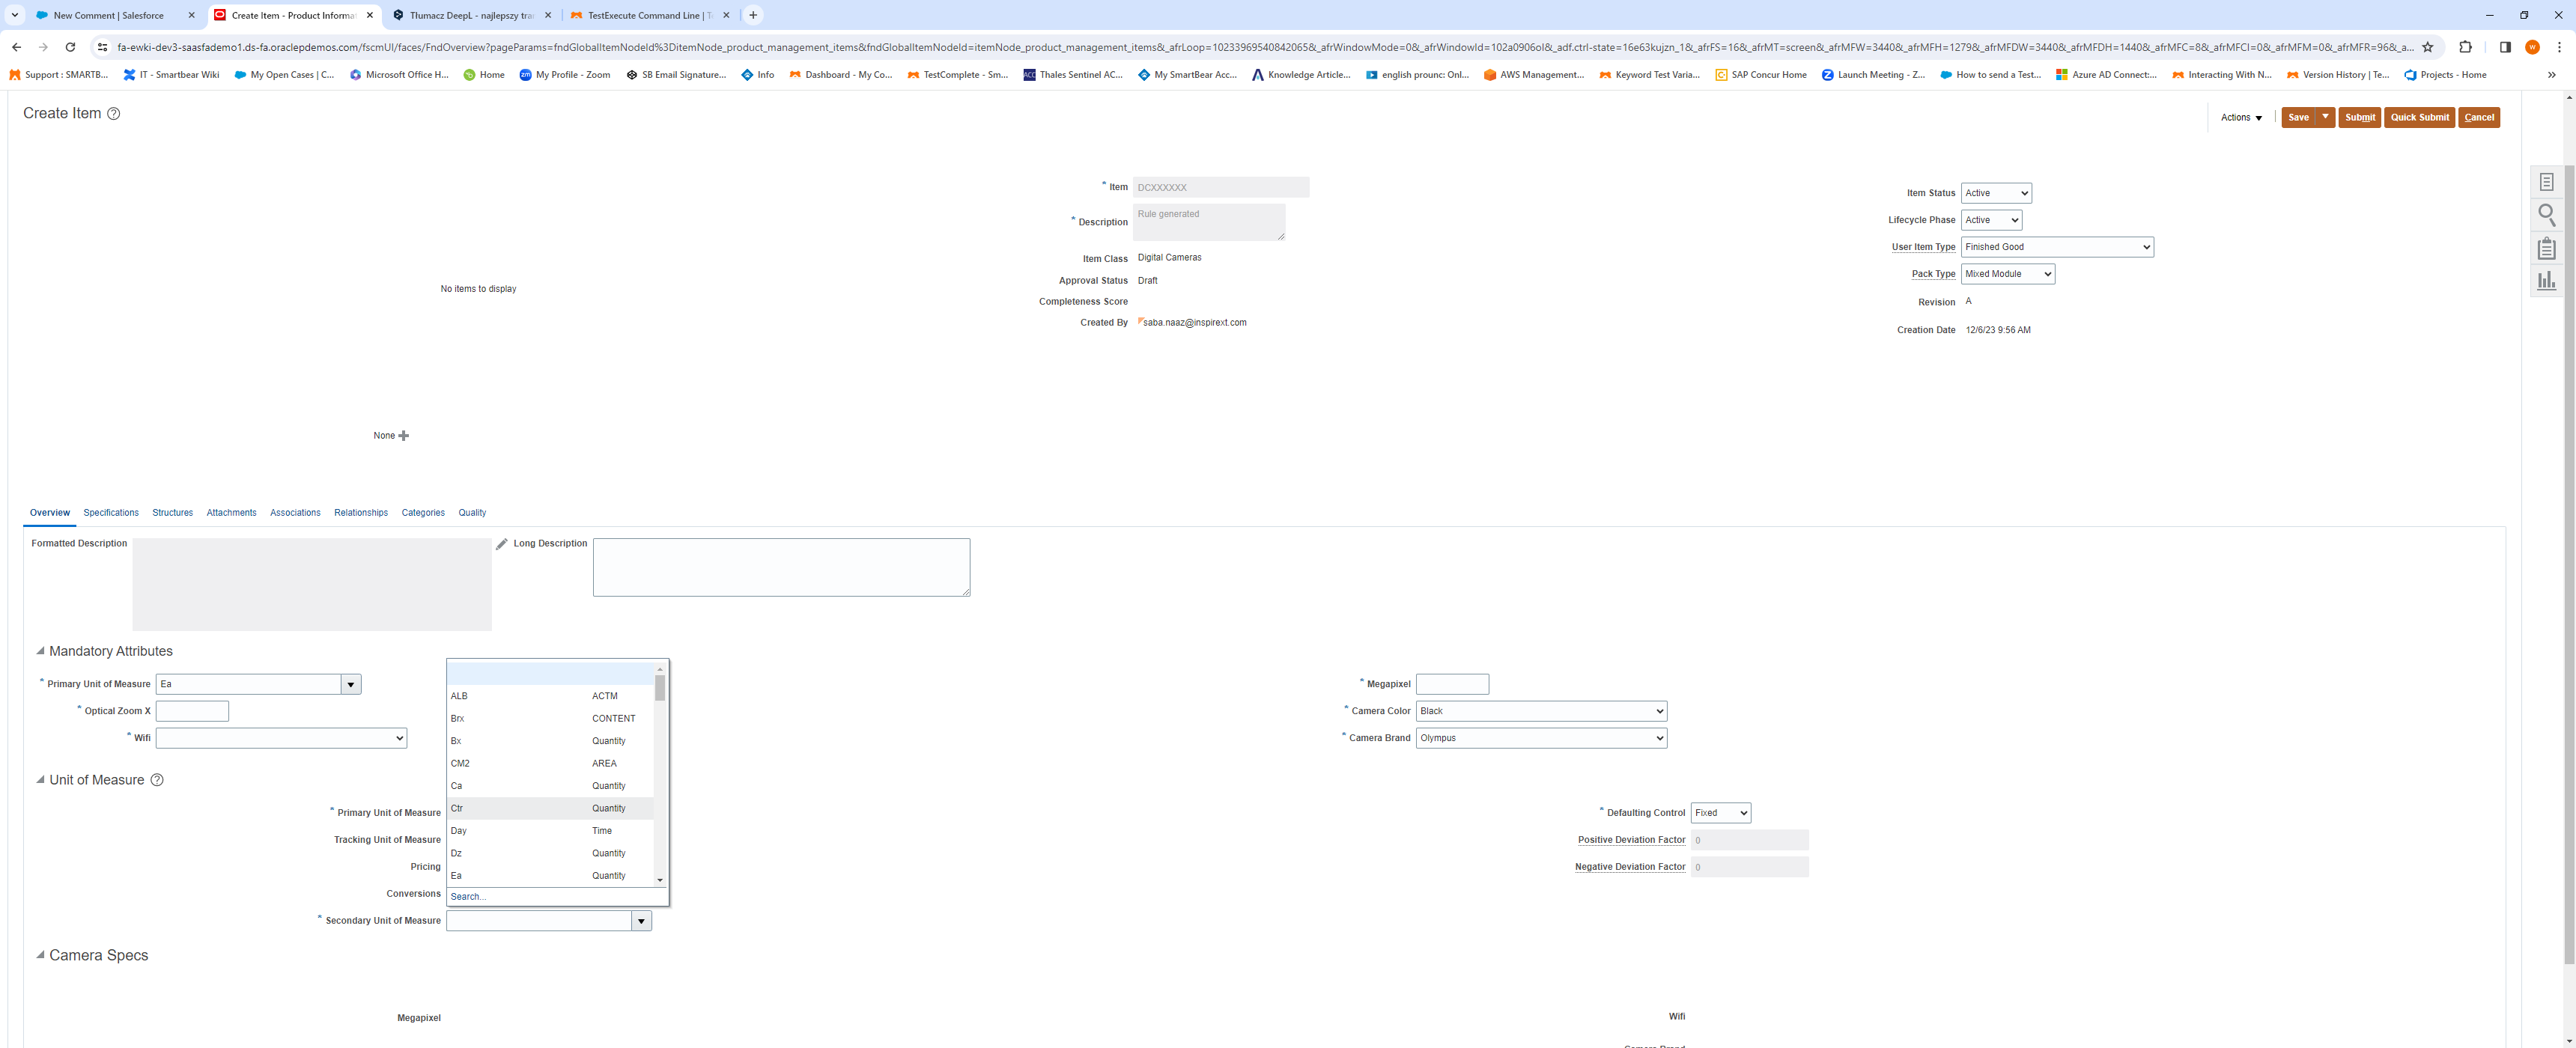 New Comment | Salesforce
Create Item - Product Informat
Tłumacz DeepL - najlepszy tra
TestExecute Command Line | T
fa-ewki-dev3-saasfademo1.ds-fa.oraclepdemos.com/fscmUI/faces/FndOverview?pageParams=fndGlobalItemNodeId%3DitemNode_product_management_items&fndGlobalItemNodeId=itemNode_product_management_items&_afrLoop=10233969540842065&_afrWindowMode=0&_afrWindowId=102a0906ol&_adf.ctrl-state=16e63kujzn_1&_afrFS=16&_afrMT=screen&_afrMFW=3440&_afrMFH=1279&_afrMFDW=3440&_afrMFDH=1440&_afrMFC=8&_afrMFCI=0&_afrMFM=0&_afrMFR=96&_a...
Support : SMARTB... IT - Smartbear Wiki My Open Cases | C... Microsoft Office H... Home My Profile - Zoom SB Email Signature... Info Dashboard - My Co... TestComplete - Sm... Thales Sentinel AC... My SmartBear Acc... Knowledge Article... english prounc: Onl... AWS Management... Keyword Test Varia... SAP Concur Home Launch Meeting - Z... How to send a Test... Azure AD Connect:... Interacting With N... Version History | Te... Projects - Home
Create Item
Actions Save Submit Quick Submit Cancel
* Item DCXXXXXX
* Description Rule generated
Item Class Digital Cameras
Approval Status Draft
Completeness Score
Created By saba.naaz@inspirext.com
Item Status Active
Lifecycle Phase Active
User Item Type Finished Good
Pack Type Mixed Module
Revision A
Creation Date 12/6/23 9:56 AM
No items to display
None
Overview Specifications Structures Attachments Associations Relationships Categories Quality
Formatted Description
Long Description
Mandatory Attributes
* Primary Unit of Measure Ea
* Optical Zoom X
* Wifi
* Megapixel
* Camera Color Black
* Camera Brand Olympus
ALB ACTM
Brx CONTENT
Bx Quantity
CM2 AREA
Ca Quantity
Ctr Quantity
Day Time
Dz Quantity
Ea Quantity
Search...
Unit of Measure
* Primary Unit of Measure
Tracking Unit of Measure
Pricing
Conversions
* Secondary Unit of Measure
* Defaulting Control Fixed
Positive Deviation Factor 0
Negative Deviation Factor 0
Camera Specs
Megapixel
Wifi